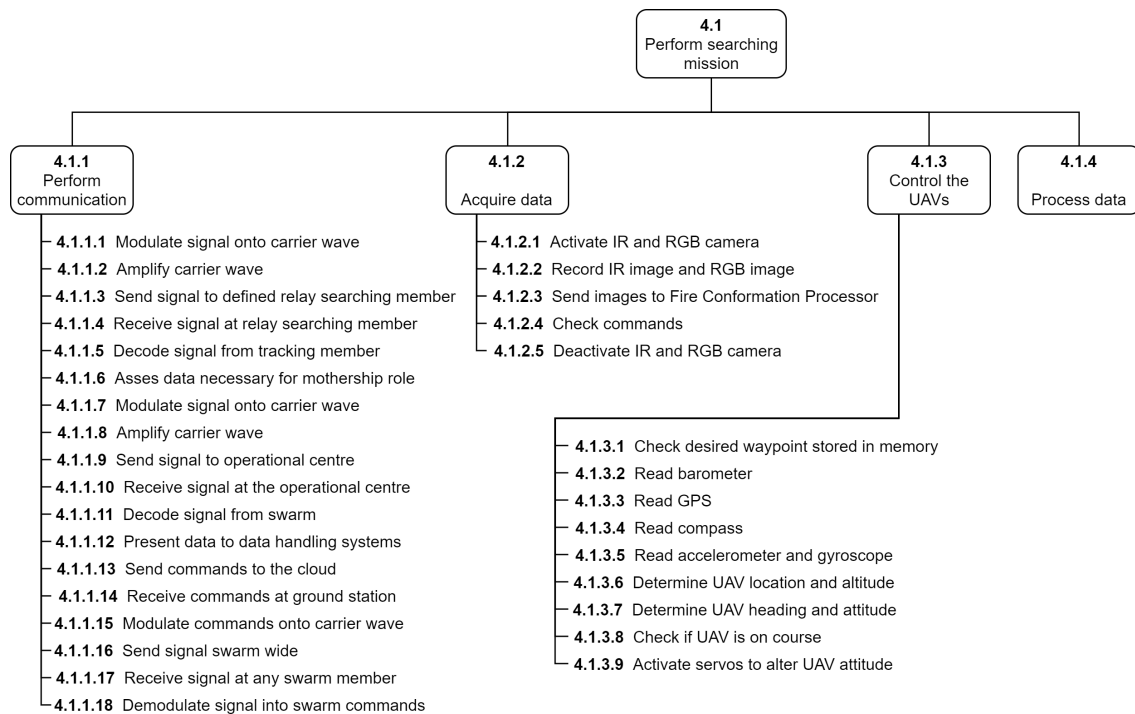 4.1
Perform searching
mission
4.1.1
Perform
communication
4.1.2
Acquire data
4.1.3
Control the
UAVs
4.1.4
Process data
4.1.1.1 Modulate signal onto carrier wave
4.1.1.2 Amplify carrier wave
4.1.1.3 Send signal to defined relay searching member
4.1.1.4 Receive signal at relay searching member
4.1.1.5 Decode signal from tracking member
4.1.1.6 Asses data necessary for mothership role
4.1.1.7 Modulate signal onto carrier wave
4.1.1.8 Amplify carrier wave
4.1.1.9 Send signal to operational centre
4.1.1.10 Receive signal at the operational centre
4.1.1.11 Decode signal from swarm
4.1.1.12 Present data to data handling systems
4.1.1.13 Send commands to the cloud
4.1.1.14 Receive commands at ground station
4.1.1.15 Modulate commands onto carrier wave
4.1.1.16 Send signal swarm wide
4.1.1.17 Receive signal at any swarm member
4.1.1.18 Demodulate signal into swarm commands
4.1.2.1 Activate IR and RGB camera
4.1.2.2 Record IR image and RGB image
4.1.2.3 Send images to Fire Conformation Processor
4.1.2.4 Check commands
4.1.2.5 Deactivate IR and RGB camera
4.1.3.1 Check desired waypoint stored in memory
4.1.3.2 Read barometer
4.1.3.3 Read GPS
4.1.3.4 Read compass
4.1.3.5 Read accelerometer and gyroscope
4.1.3.6 Determine UAV location and altitude
4.1.3.7 Determine UAV heading and attitude
4.1.3.8 Check if UAV is on course
4.1.3.9 Activate servos to alter UAV attitude